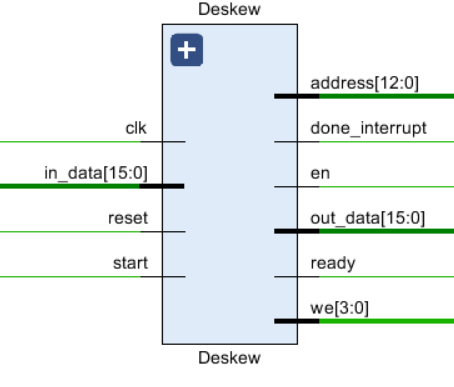 Deskew
address[12:0]
clk
done_interrupt
in_data[15:0]
en
reset
out_data[15:0]
start
ready
we[3:0]
Deskew